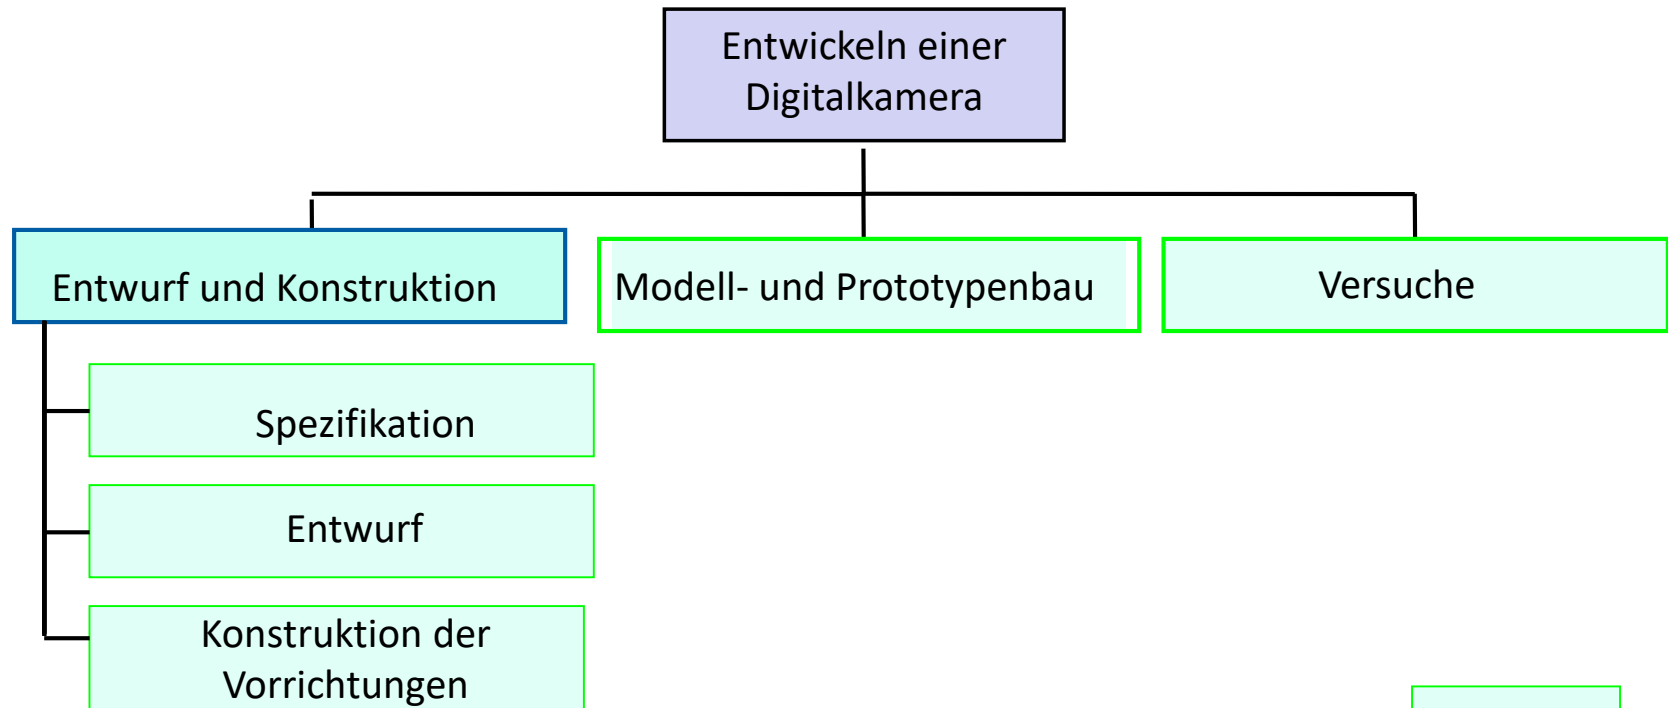 Entwickeln einer
Digitalkamera
Entwurf und Konstruktion
Modell- und Prototypenbau
Versuche
Spezifikation
Entwurf
Konstruktion der
Vorrichtungen